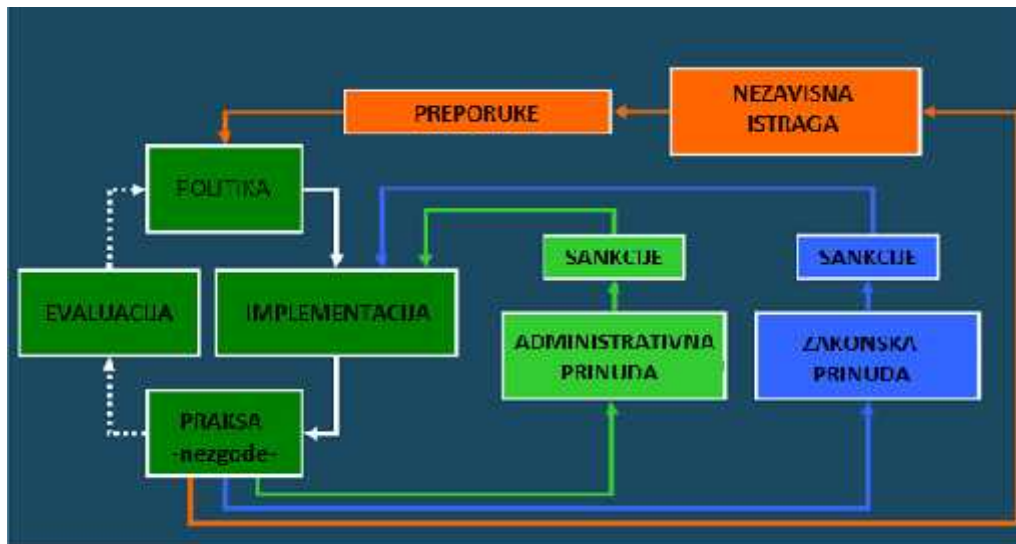 NEZAVISNA
ISTRAGA
PREPORUKE
POLITIKA
SANKCIJE
SANKCIJE
EVALUACIJA
IMPLEMENTACIJA
ADMINISTRATIVNA
PRINUDA
ZAKONSKA
PRINUDA
PRAKSA
-nezgode-